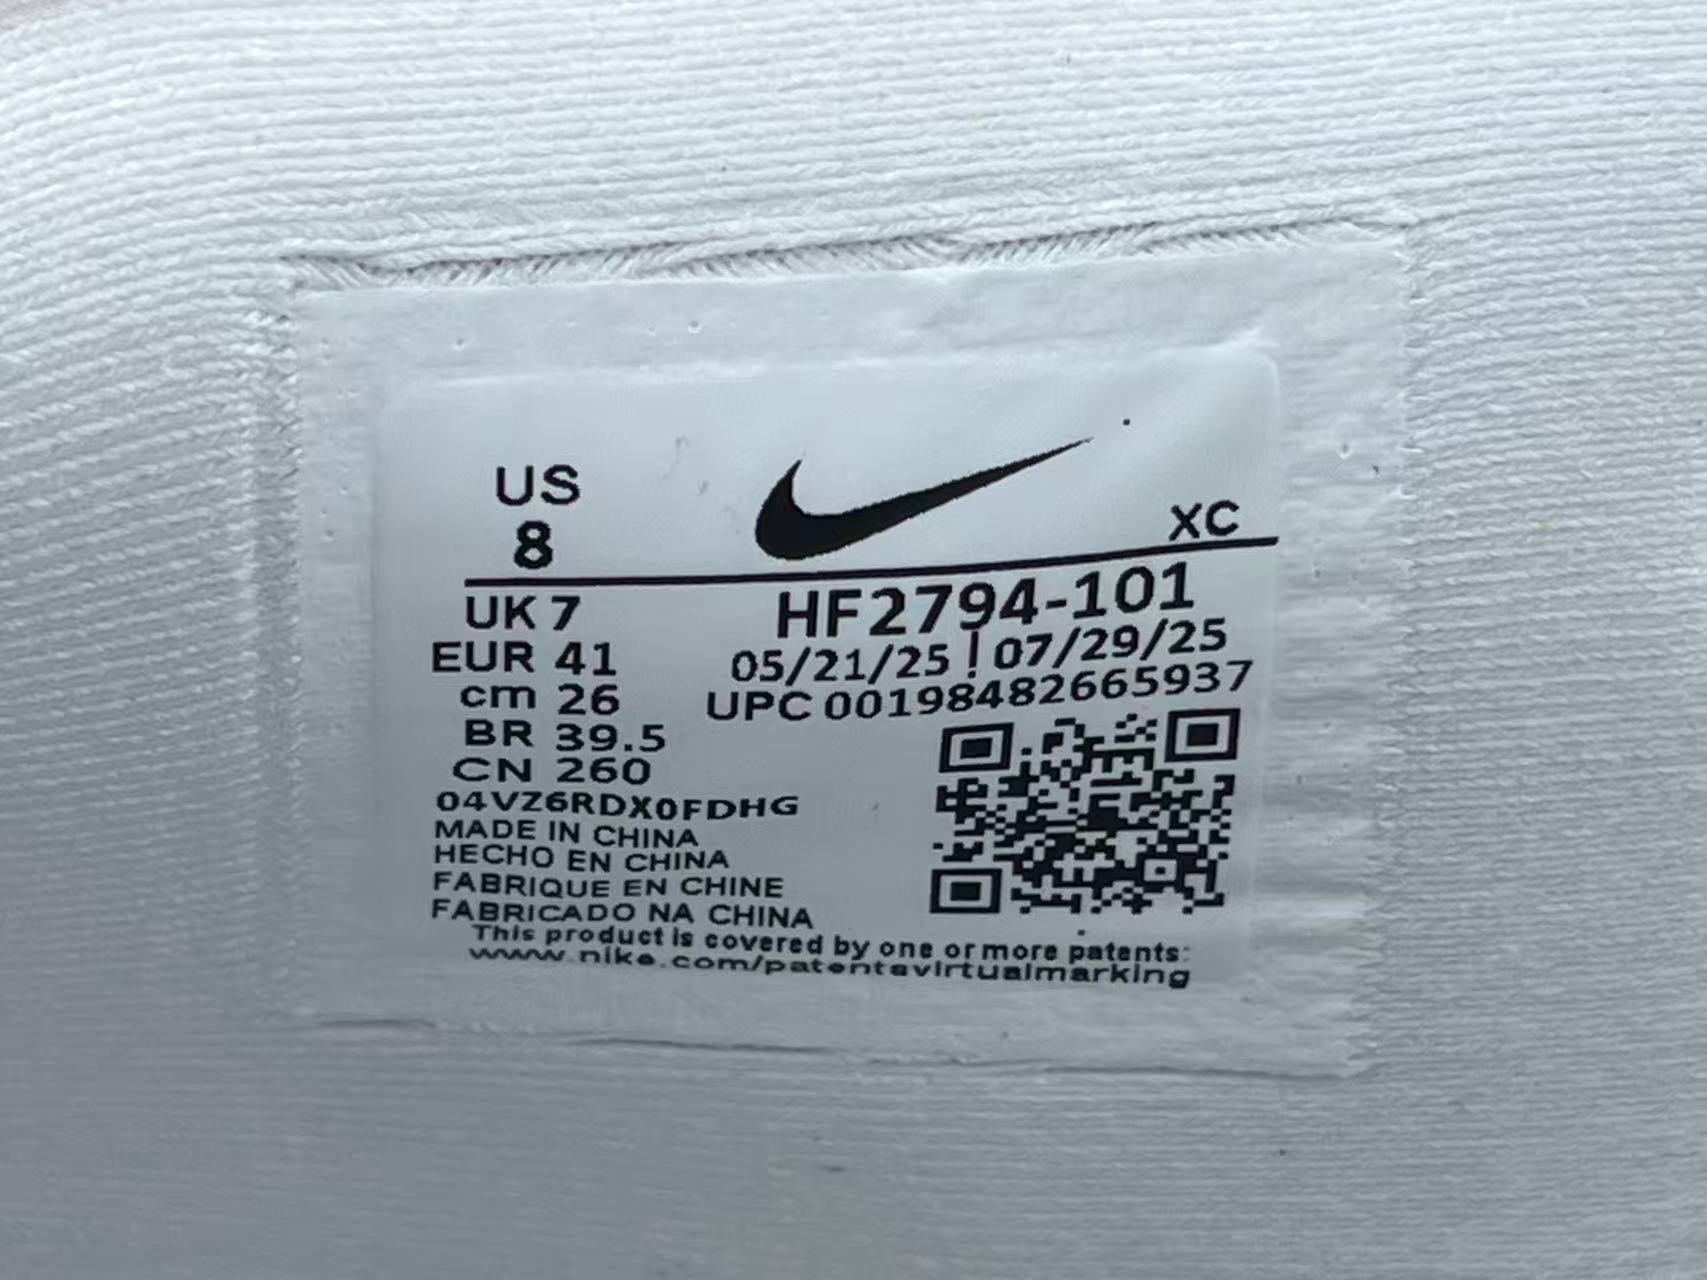 US
8
XC
UK 7
EUR 41
cm 26
BR 39.5
CN 260
HF2794-101
05/21/25 | 07/29/25
UPC 00198482665937
04VZ6RDX0FDHG
MADE IN CHINA
HECHO EN CHINA
FABRIQUE EN CHINE
FABRICADO NA CHINA
This product is covered by one or more patents:
www.nike.com/patentsvirtualmarking